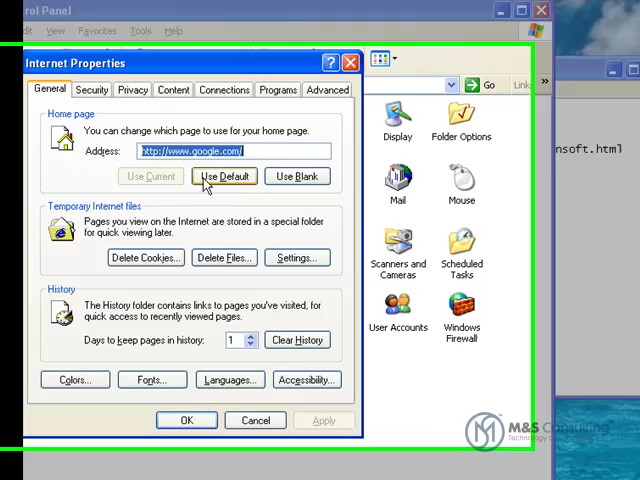 rol Panel
dit View Favorites Tools Help
Internet Properties
General Security Privacy Content Connections Programs Advanced
Home page
You can change which page to use for your home page.
Address: http://www.google.com/
Use Current Use Default Use Blank
Temporary Internet files
Pages you view on the Internet are stored in a special folder
for quick viewing later.
Delete Cookies... Delete Files... Settings...
History
The History folder contains links to pages you've visited, for
quick access to recently viewed pages.
Days to keep pages in history: 1 Clear History
Colors... Fonts... Languages... Accessibility...
OK Cancel Apply
Go Links
Display Folder Options
Mail Mouse
Scanners and
Cameras
Scheduled
Tasks
User Accounts Windows
Firewall
nsoft.html
M&S Consulting